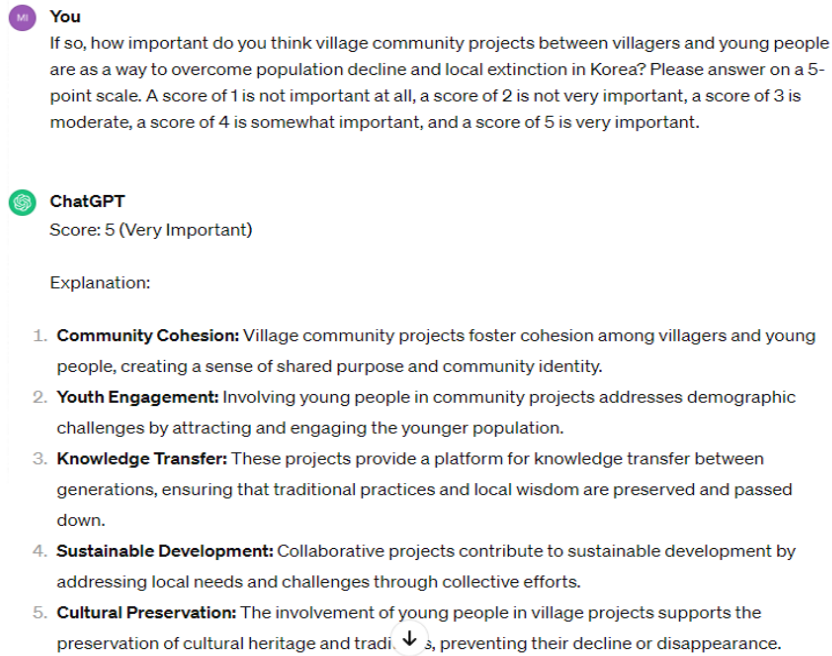 MI
You
If so, how important do you think village community projects between villagers and young people
are as a way to overcome population decline and local extinction in Korea? Please answer on a 5-
point scale. A score of 1 is not important at all, a score of 2 is not very important, a score of 3 is
moderate, a score of 4 is somewhat important, and a score of 5 is very important.
ChatGPT
Score: 5 (Very Important)
Explanation:
1. Community Cohesion: Village community projects foster cohesion among villagers and young
people, creating a sense of shared purpose and community identity.
2. Youth Engagement: Involving young people in community projects addresses demographic
challenges by attracting and engaging the younger population.
3. Knowledge Transfer: These projects provide a platform for knowledge transfer between
generations, ensuring that traditional practices and local wisdom are preserved and passed
down.
4. Sustainable Development: Collaborative projects contribute to sustainable development by
addressing local needs and challenges through collective efforts.
5. Cultural Preservation: The involvement of young people in village projects supports the
preservation of cultural heritage and , preventing their decline or disappearance.